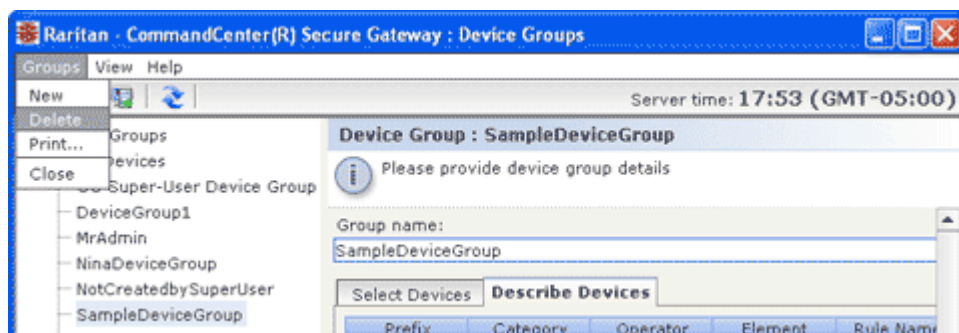 Raritan - CommandCenter(R) Secure Gateway : Device Groups
Groups View Help
New
Delete
Print...
Close
Server time: 17:53 (GMT-05:00)
Groups
Devices
Super-User Device Group
DeviceGroup1
MrAdmin
NinaDeviceGroup
NotCreatedbySuperUser
SampleDeviceGroup
Device Group : SampleDeviceGroup
Please provide device group details
Group name:
SampleDeviceGroup
Select Devices Describe Devices
Prefix Category Operator Element Rule Name